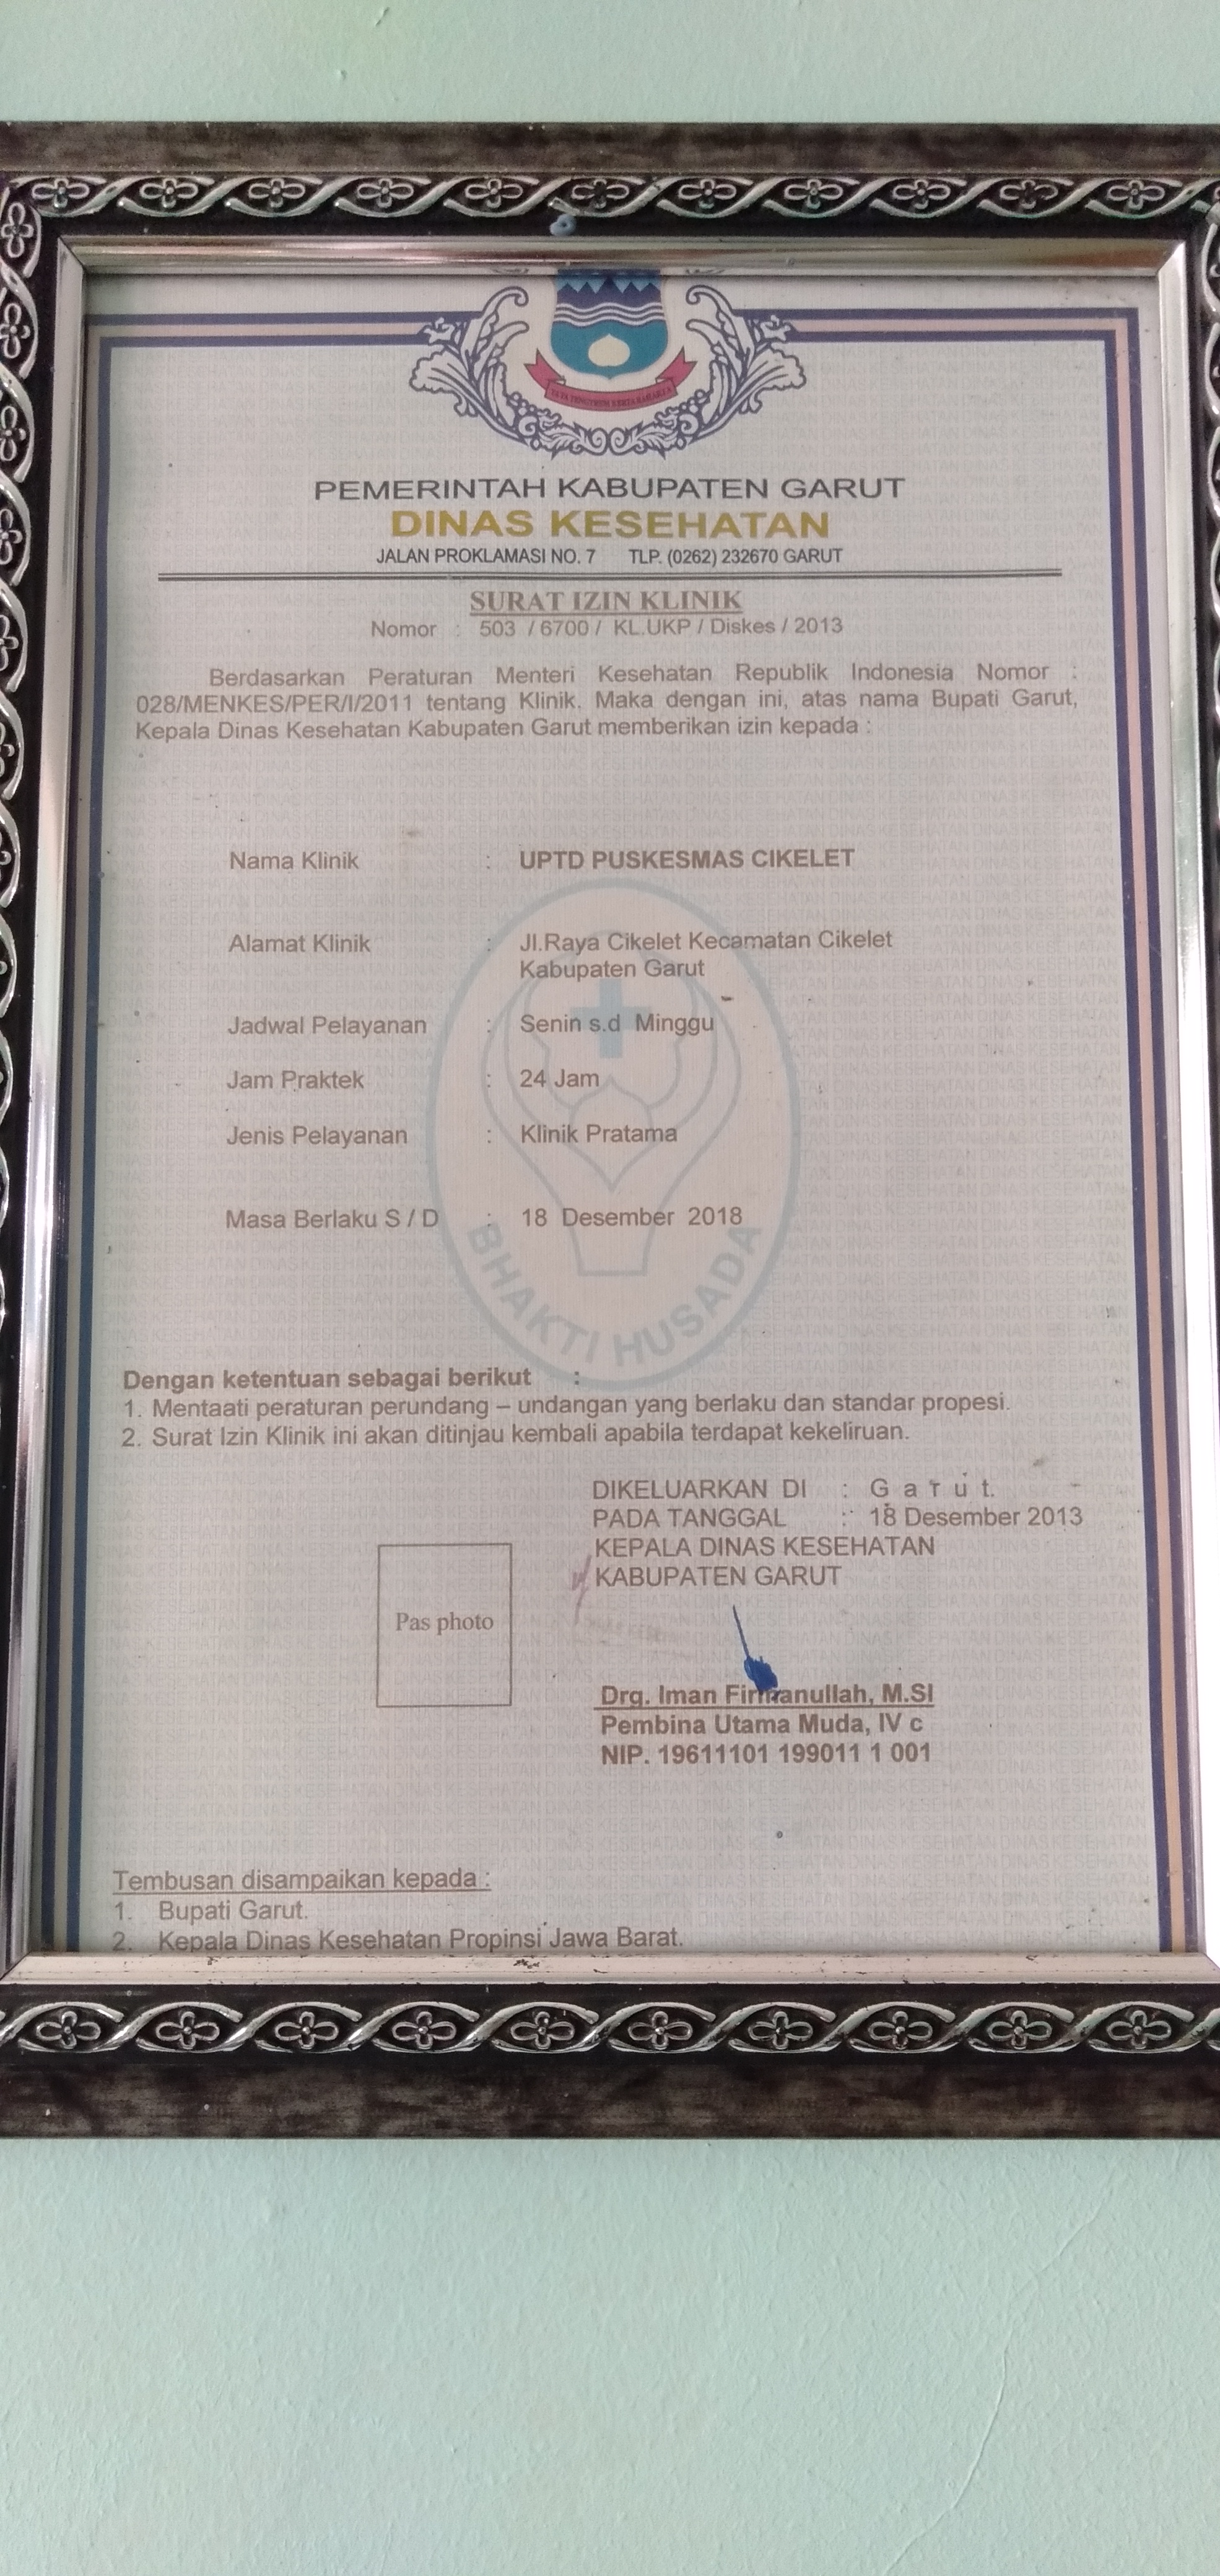 TATA TENGTREM KERTA RAHARJA
PEMERINTAH KABUPATEN GARUT
DINAS KESEHATAN
JALAN PROKLAMASI NO. 7 TLP. (0262) 232670 GARUT
SURAT IZIN KLINIK
Nomor : 503 / 6700 / KL.UKP / Diskes / 2013
Berdasarkan Peraturan Menteri Kesehatan Republik Indonesia Nomor :
028/MENKES/PER/I/2011 tentang Klinik. Maka dengan ini, atas nama Bupati Garut,
Kepala Dinas Kesehatan Kabupaten Garut memberikan izin kepada :
Nama Klinik : UPTD PUSKESMAS CIKELET
Alamat Klinik : Jl.Raya Cikelet Kecamatan Cikelet
Kabupaten Garut
Jadwal Pelayanan : Senin s.d Minggu
Jam Praktek : 24 Jam
Jenis Pelayanan : Klinik Pratama
Masa Berlaku S / D : 18 Desember 2018
BHAKTI HUSADA
Dengan ketentuan sebagai berikut :
1. Mentaati peraturan perundang – undangan yang berlaku dan standar propesi.
2. Surat Izin Klinik ini akan ditinjau kembali apabila terdapat kekeliruan.
DIKELUARKAN DI : G a r u t.
PADA TANGGAL : 18 Desember 2013
KEPALA DINAS KESEHATAN
KABUPATEN GARUT
Pas photo
Drg. Iman Firmanullah, M.SI
Pembina Utama Muda, IV c
NIP. 19611101 199011 1 001
Tembusan disampaikan kepada :
1. Bupati Garut.
2. Kepala Dinas Kesehatan Propinsi Jawa Barat.